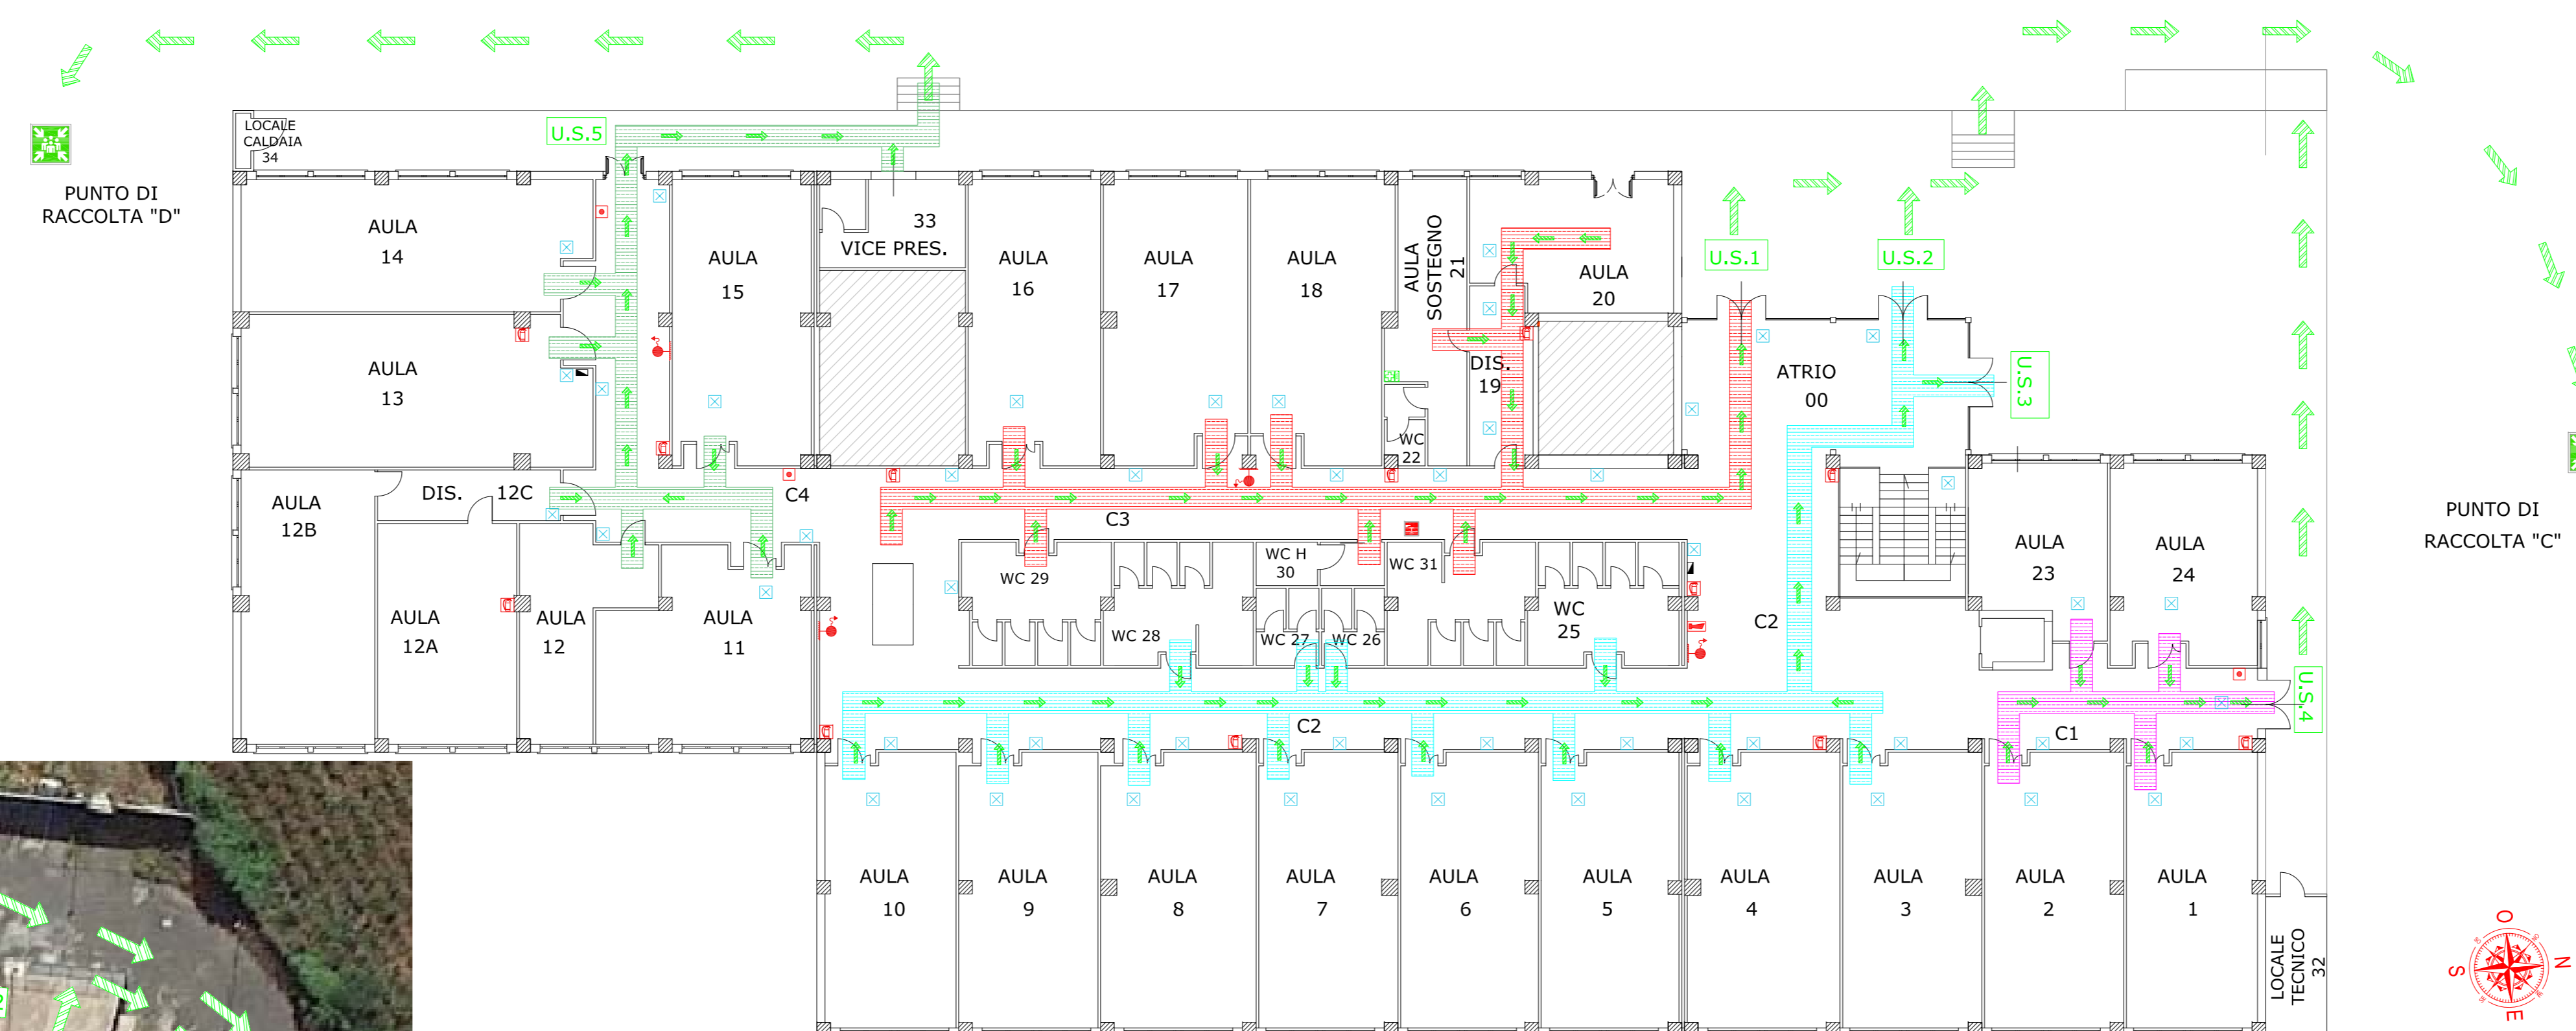 LOCALE
CALDAIA
34
U.S.5
PUNTO DI
RACCOLTA "D"
AULA
14
AULA
15
33
VICE PRES.
AULA
16
AULA
17
AULA
18
AULA
SOSTEGNO
21
AULA
20
U.S.1
U.S.2
AULA
13
DIS.
19
ATRIO
00
U.S.3
WC
22
DIS.
12C
AULA
12B
C4
C3
PUNTO DI
RACCOLTA "C"
AULA
23
AULA
24
WC 29
WC H
30
WC 31
AULA
12A
AULA
12
AULA
11
WC 28
WC 27
WC 26
WC
25
C2
U.S.4
C2
C1
AULA
10
AULA
9
AULA
8
AULA
7
AULA
6
AULA
5
AULA
4
AULA
3
AULA
2
AULA
1
LOCALE
TECNICO
32
O
N
S
E